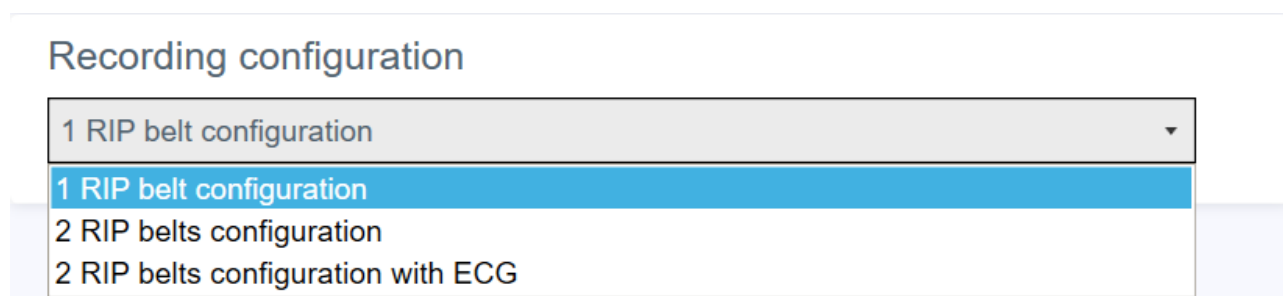 Recording configuration
1 RIP belt configuration
1 RIP belt configuration
2 RIP belts configuration
2 RIP belts configuration with ECG